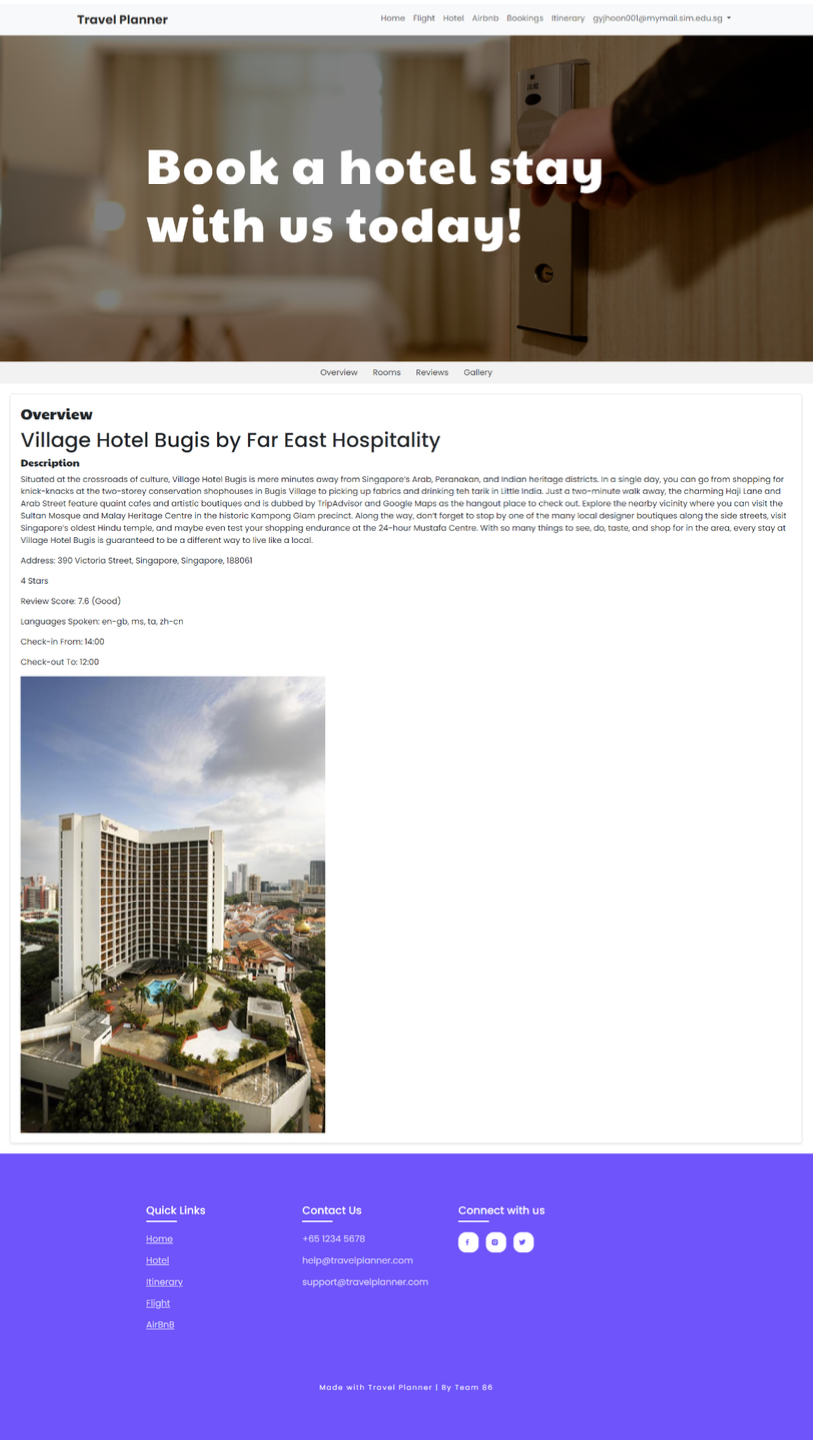 Travel Planner
Home Flight Hotel Airbnb Bookings Itinerary gyjhoon001@mymail.sim.edu.sg
Book a hotel stay
with us today!
Overview Rooms Reviews Gallery
Overview
Village Hotel Bugis by Far East Hospitality
Description
Situated at the crossroads of culture, Village Hotel Bugis is mere minutes away from Singapore's Arab, Peranakan, and Indian heritage districts. In a single day, you can go from shopping for
knick-knacks at the two-storey conservation shophouses in Bugis Village to picking up fabrics and drinking teh tarik in Little India. Just a two-minute walk away, the charming Haji Lane and
Arab Street feature quaint cafes and artistic boutiques and is dubbed by TripAdvisor and Google Maps as the hangout place to check out. Explore the nearby vicinity where you can visit the
Sultan Mosque and Malay Heritage Centre in the historic Kampong Glam precinct. Along the way, don't forget to stop by one of the many local designer boutiques along the side streets, visit
Singapore's oldest Hindu temple, and maybe even test your shopping endurance at the 24-hour Mustafa Centre. With so many things to see, do, taste, and shop for in the area, every stay at
Village Hotel Bugis is guaranteed to be a different way to live like a local.
Address: 390 Victoria Street, Singapore, Singapore, 188061
4 Stars
Review Score: 7.6 (Good)
Languages Spoken: en-gb, ms, ta, zh-cn
Check-in From: 14:00
Check-out To: 12:00
village
Quick Links
Home
Hotel
Itinerary
Flight
AirBnB
Contact Us
+65 1234 5678
help@travelplanner.com
support@travelplanner.com
Connect with us
Made with Travel Planner | By Team 86